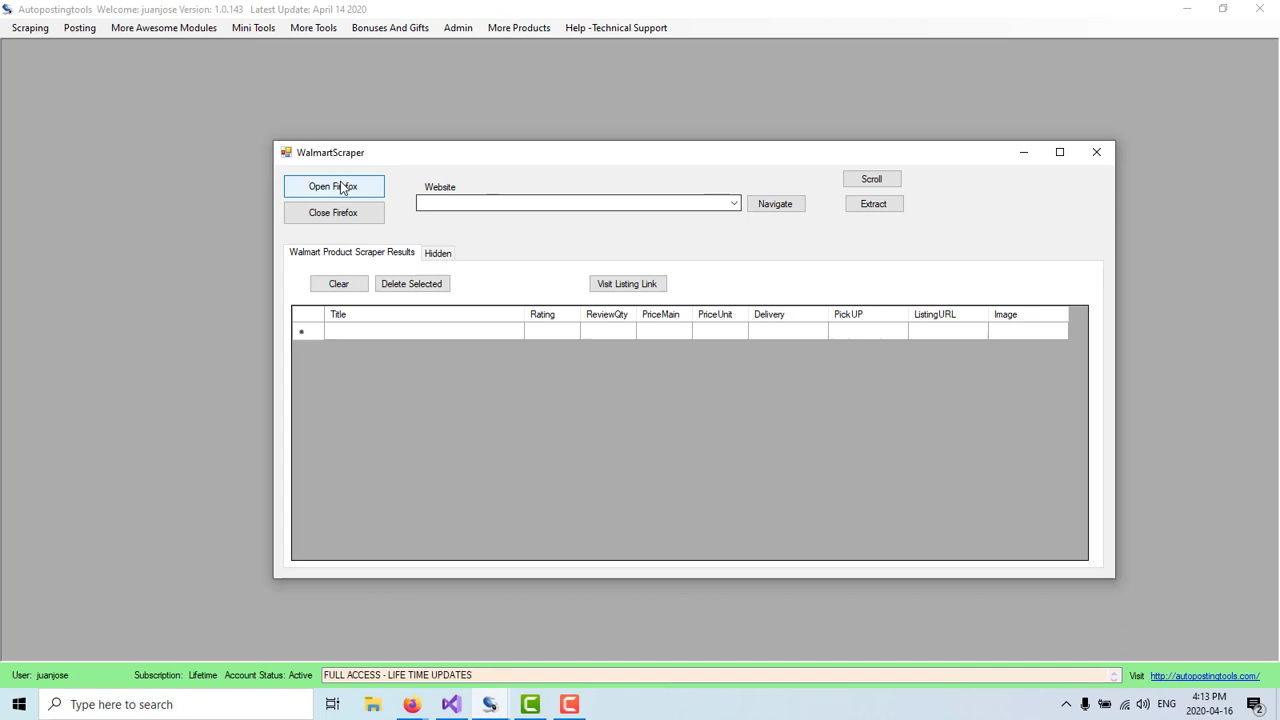 Autopostingtools Welcome: juanjose Version: 1.0.143 Latest Update: April 14 2020
Scraping Posting More Awesome Modules Mini Tools More Tools Bonuses And Gifts Admin More Products Help -Technical Support
WalmartScraper
Open Firefox
Website
Scroll
Navigate
Extract
Close Firefox
Walmart Product Scraper Results Hidden
Clear Delete Selected Visit Listing Link
Title Rating ReviewQty PriceMain PriceUnit Delivery PickUP ListingURL Image
*
User: juanjose Subscription: Lifetime Account Status: Active FULL ACCESS - LIFE TIME UPDATES Visit http://autopostingtools.com/
Type here to search
ENG
4:13 PM
2020-04-16
2